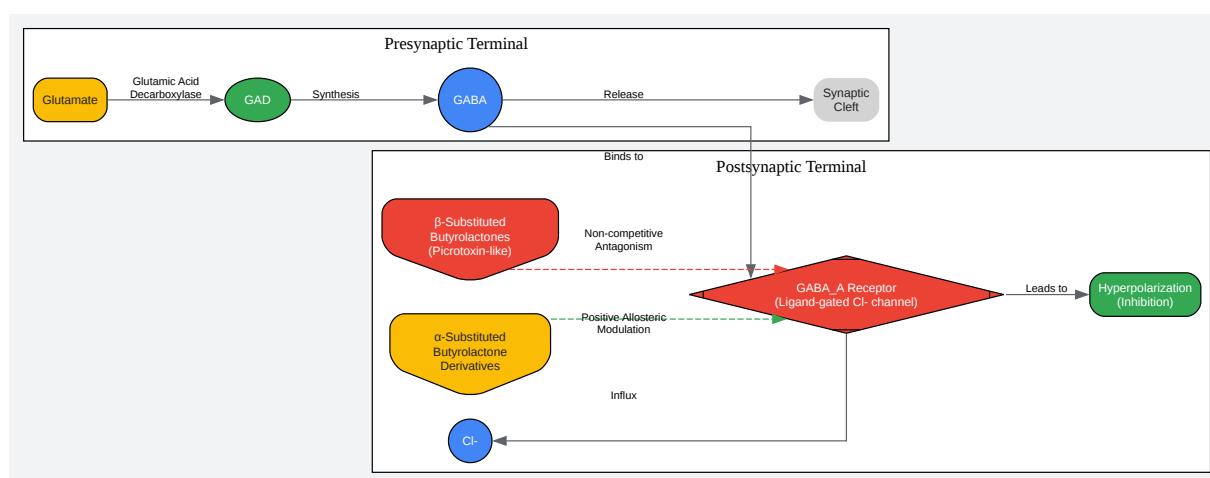 Presynaptic Terminal
Glutamate
Glutamic Acid
Decarboxylase
GAD
Synthesis
GABA
Release
Synaptic
Cleft
Binds to
Postsynaptic Terminal
β-Substituted
Butyrolactones
(Picrotoxin-like)
Non-competitive
Antagonism
GABA_A Receptor
(Ligand-gated Cl- channel)
Leads to
Hyperpolarization
(Inhibition)
α-Substituted
Butyrolactone
Derivatives
Positive Allosteric
Modulation
Influx
Cl-